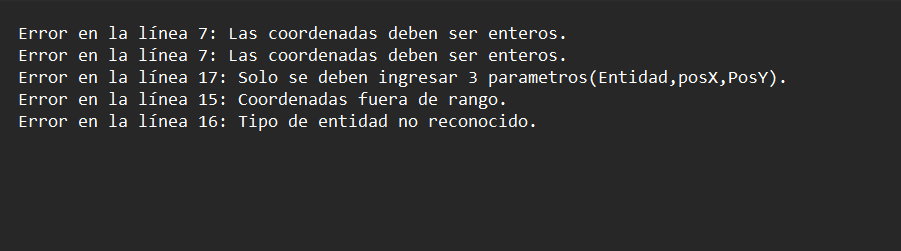 Error en la línea 7: Las coordenadas deben ser enteros.
Error en la línea 7: Las coordenadas deben ser enteros.
Error en la línea 17: Solo se deben ingresar 3 parametros(Entidad,posX,PosY).
Error en la línea 15: Coordenadas fuera de rango.
Error en la línea 16: Tipo de entidad no reconocido.